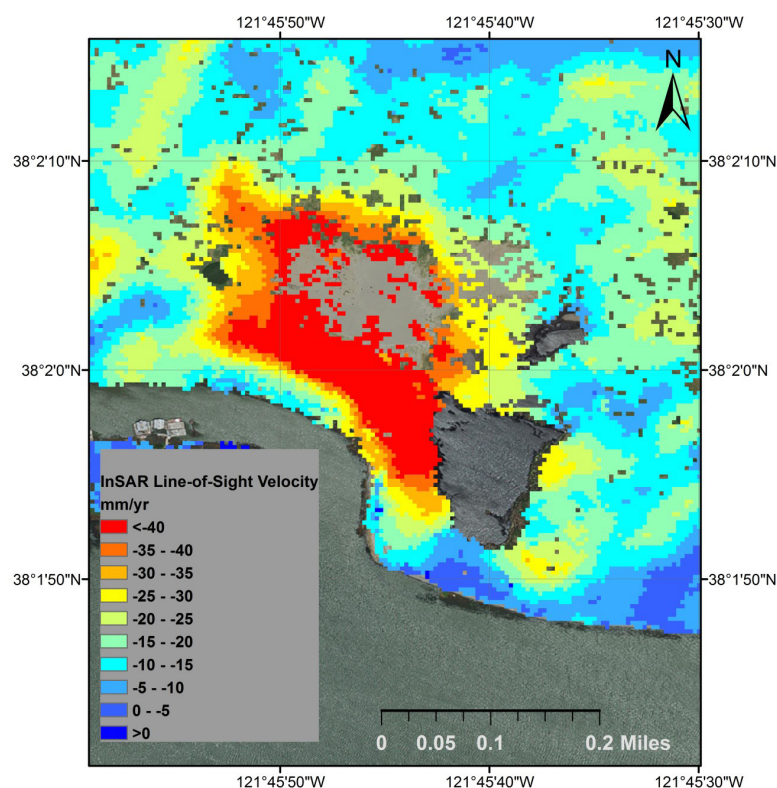 121°45'50"W 121°45'40"W 121°45'30"W
N
38°2'10"N 38°2'10"N
38°2'0"N 38°2'0"N
InSAR Line-of-Sight Velocity
mm/yr
<-40
-35 - -40
-30 - -35
-25 - -30
-20 - -25
-15 - -20
-10 - -15
-5 - -10
0 - -5
>0
38°1'50"N 38°1'50"N
0 0.05 0.1 0.2 Miles
121°45'50"W 121°45'40"W 121°45'30"W